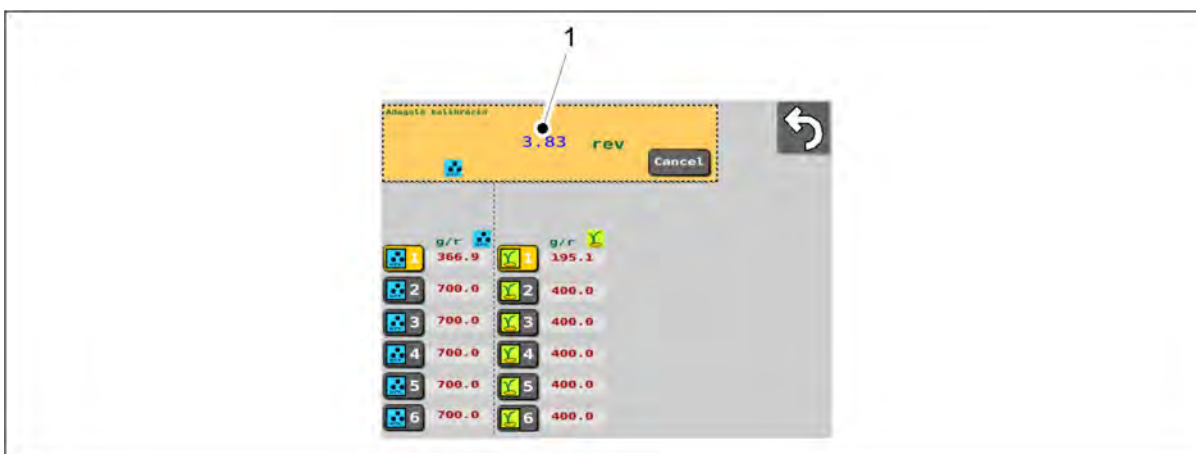 1
Adagoló kalibráció
3.83 rev
Cancel
g/r g/r
1 366.9 1 195.1
2 700.0 2 400.0
3 700.0 3 400.0
4 700.0 4 400.0
5 700.0 5 400.0
6 700.0 6 400.0